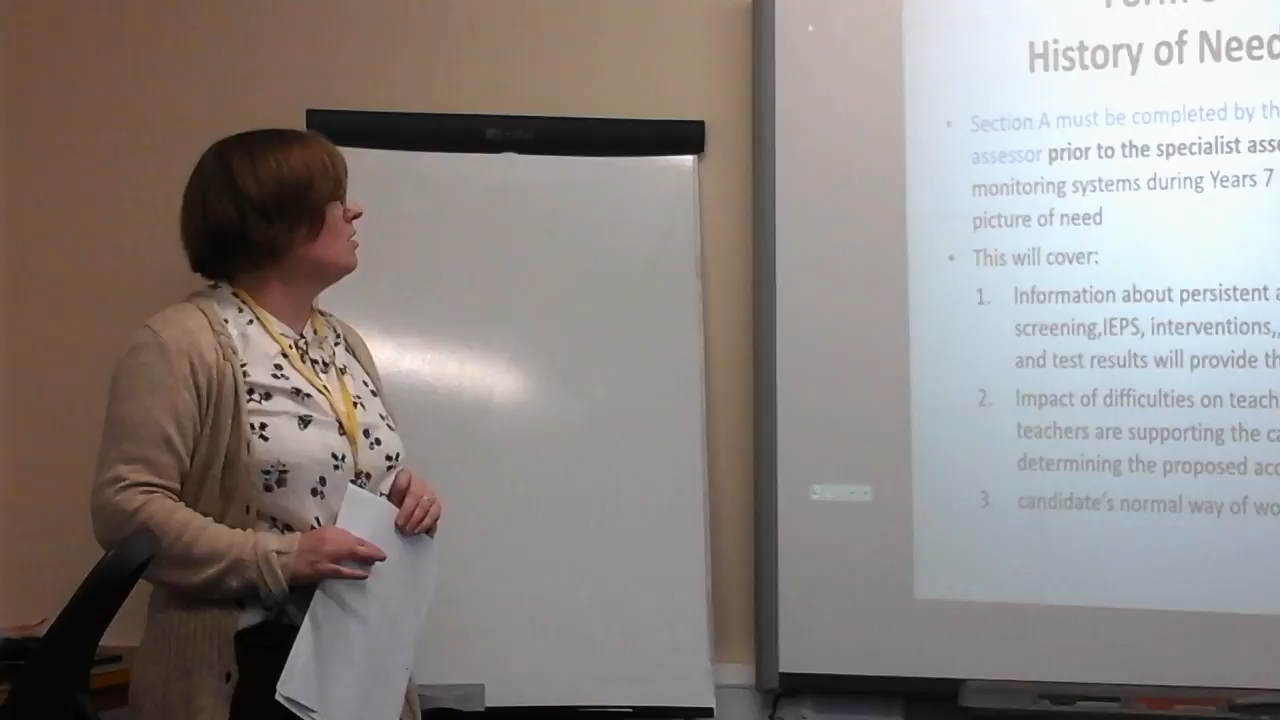 History of Need
• Section A must be completed by th
assessor prior to the specialist asse
monitoring systems during Years 7
picture of need
• This will cover:
1. Information about persistent a
screening,IEPS, interventions,,
and test results will provide th
2. Impact of difficulties on teach
teachers are supporting the ca
determining the proposed acc
3 candidate's normal way of wo